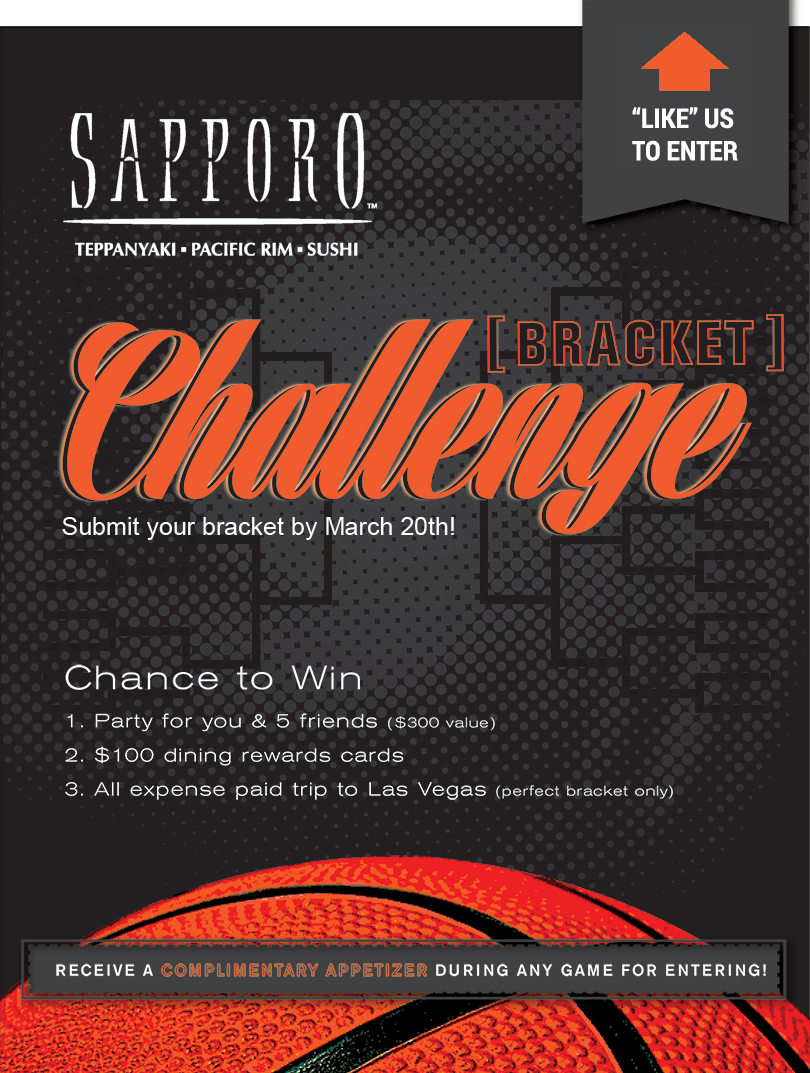 “LIKE” US
TO ENTER
SAPPORO™
TEPPANYAKI ▪ PACIFIC RIM ▪ SUSHI
[BRACKET]
Challenge
Submit your bracket by March 20th!
Chance to Win
1. Party for you & 5 friends ($300 value)
2. $100 dining rewards cards
3. All expense paid trip to Las Vegas (perfect bracket only)
RECEIVE A COMPLIMENTARY APPETIZER DURING ANY GAME FOR ENTERING!